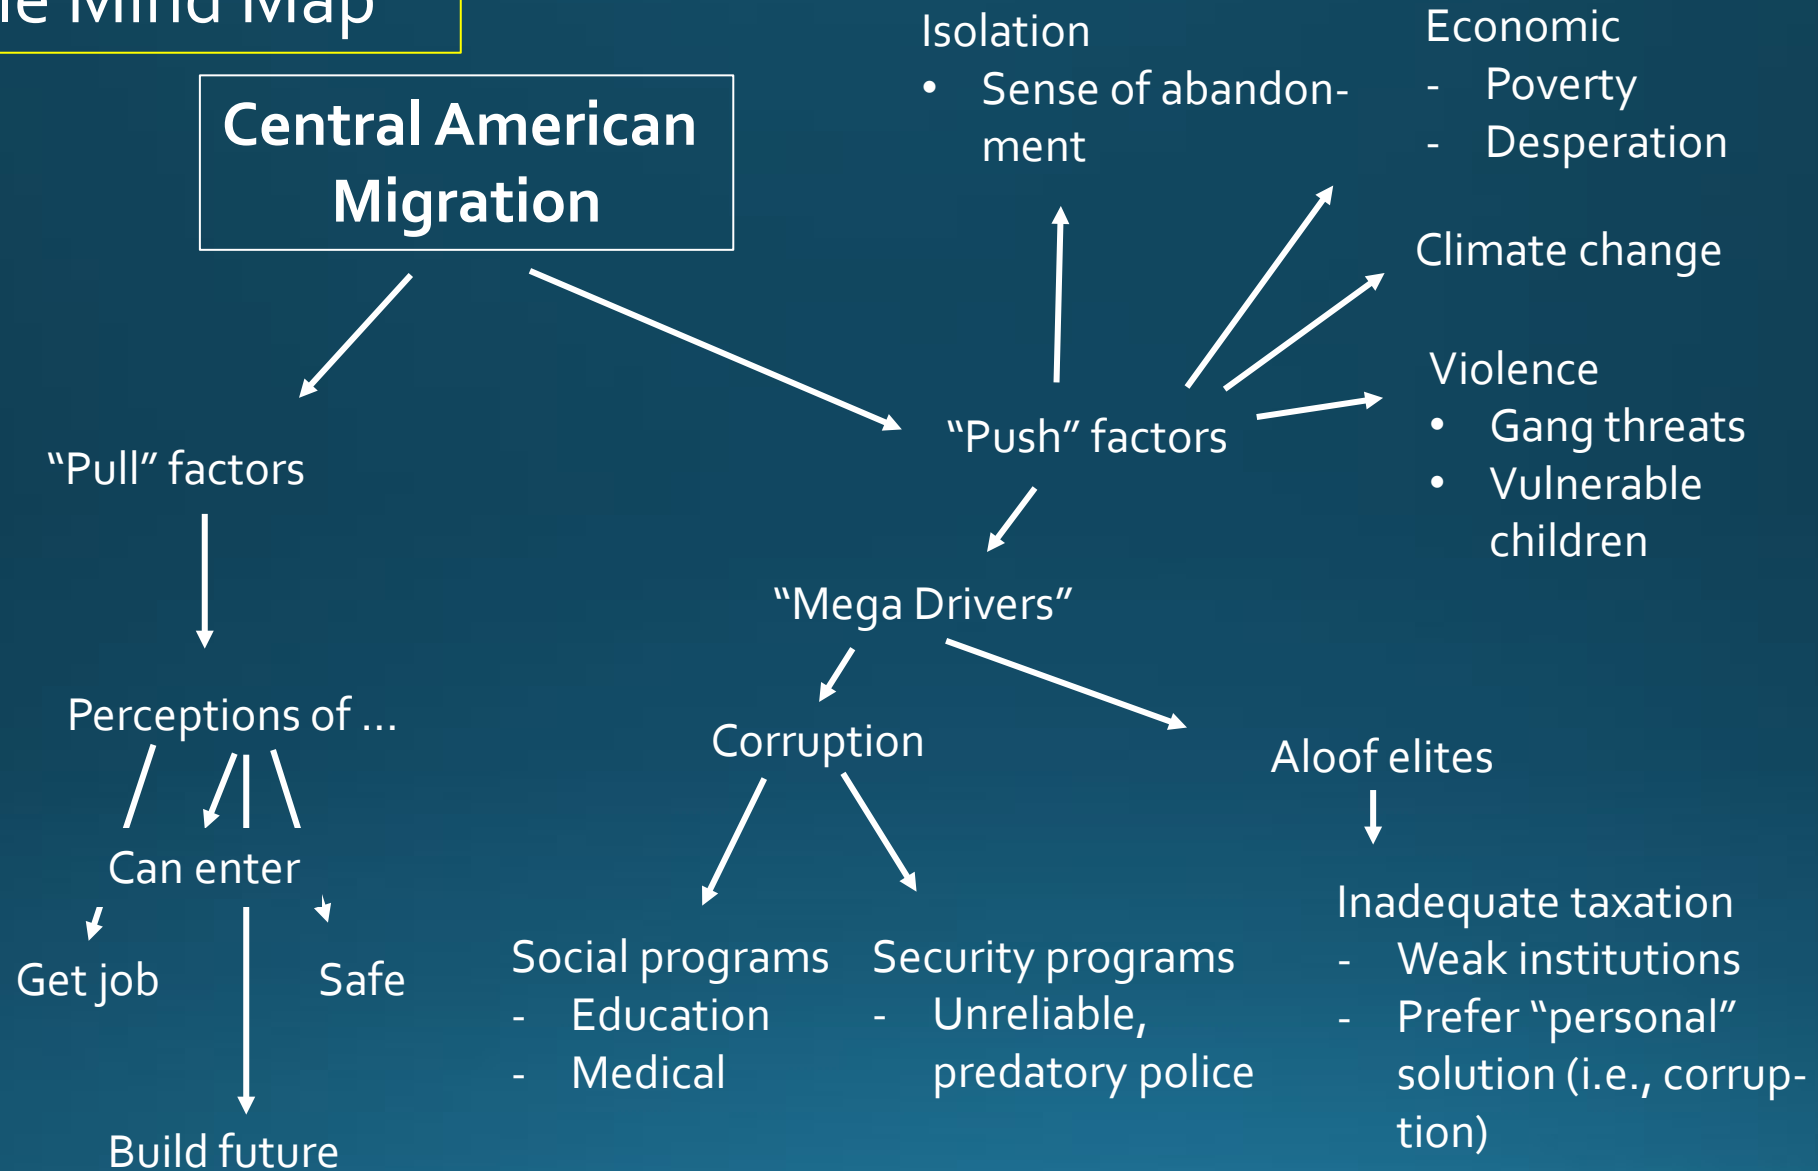 Mind Map
Central American
Migration
Isolation
• Sense of abandon-
ment
Economic
- Poverty
- Desperation
Climate change
Violence
• Gang threats
• Vulnerable
children
“Push” factors
“Pull” factors
“Mega Drivers”
Perceptions of ...
Corruption
Aloof elites
Can enter
Get job
Safe
Build future
Social programs
- Education
- Medical
Security programs
- Unreliable,
predatory police
Inadequate taxation
- Weak institutions
- Prefer “personal”
solution (i.e., corrup-
tion)